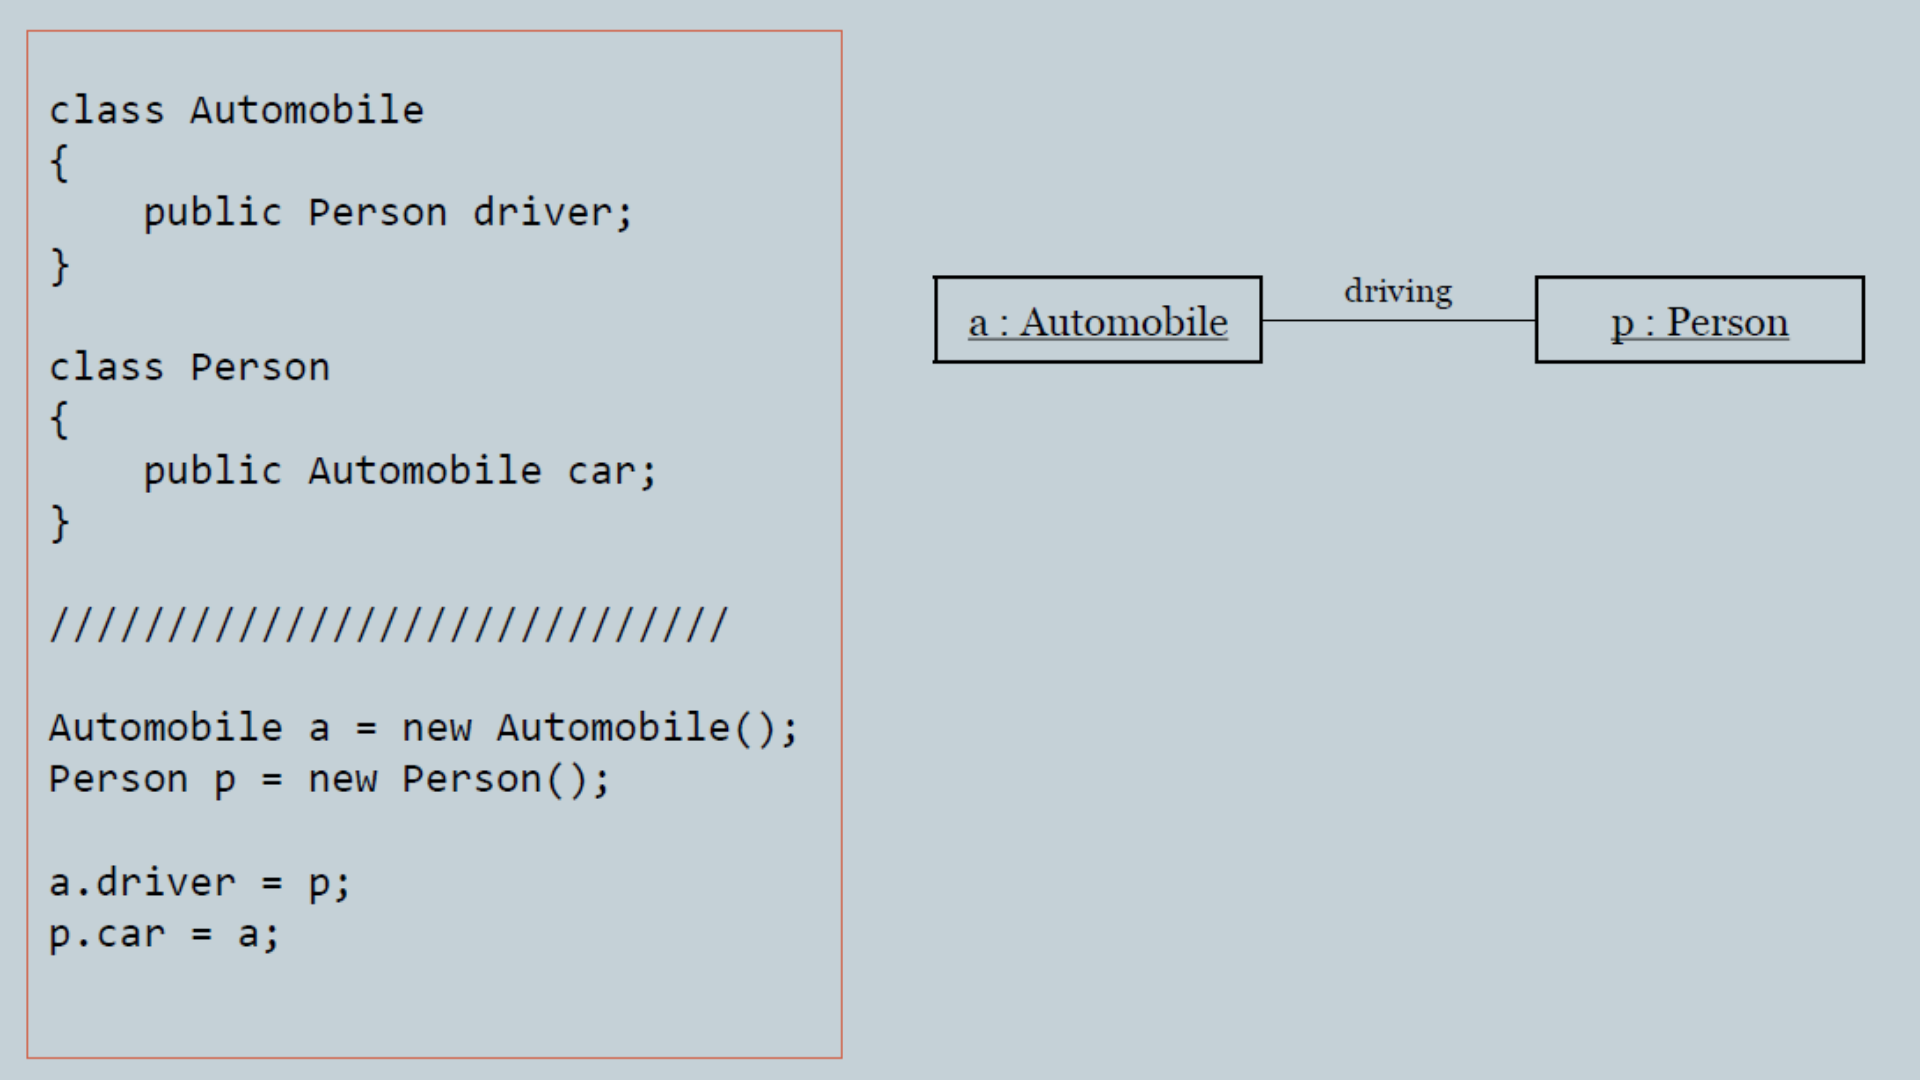 class Automobile
{
    public Person driver;
}
class Person
{
    public Automobile car;
}
/////////////////////////////
Automobile a = new Automobile();
Person p = new Person();
a.driver = p;
p.car = a;
a : Automobile
driving
p : Person